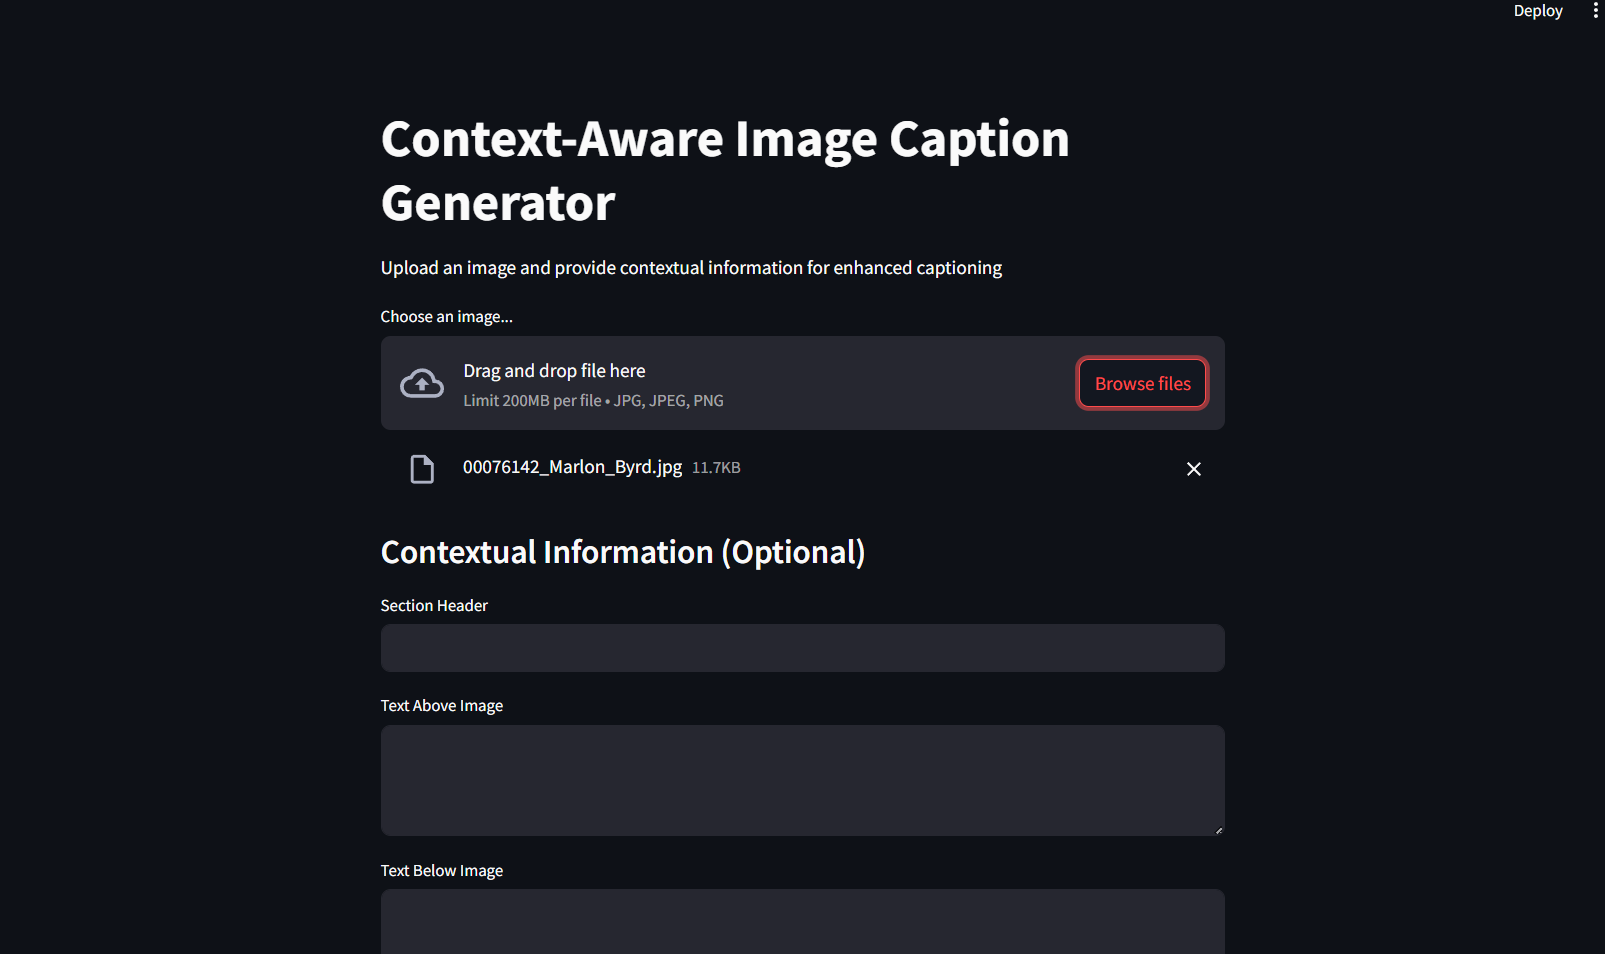 Deploy
Context-Aware Image Caption
Generator
Upload an image and provide contextual information for enhanced captioning
Choose an image...
Drag and drop file here
Limit 200MB per file • JPG, JPEG, PNG
Browse files
00076142_Marlon_Byrd.jpg 11.7KB
Contextual Information (Optional)
Section Header
Text Above Image
Text Below Image